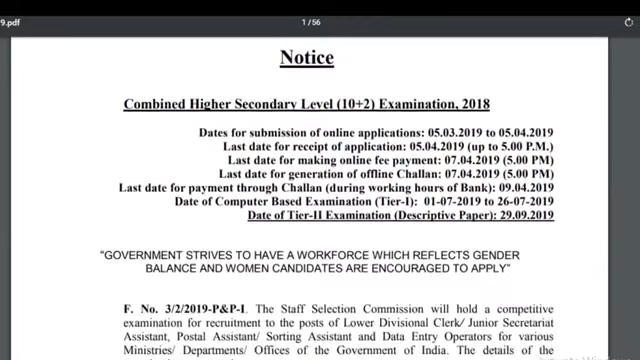 9.pdf
1 / 56
Notice
Combined Higher Secondary Level (10+2) Examination, 2018
Dates for submission of online applications: 05.03.2019 to 05.04.2019
Last date for receipt of application: 05.04.2019 (up to 5.00 P.M.)
Last date for making online fee payment: 07.04.2019 (5.00 PM)
Last date for generation of offline Challan: 07.04.2019 (5.00 PM)
Last date for payment through Challan (during working hours of Bank): 09.04.2019
Date of Computer Based Examination (Tier-I): 01-07-2019 to 26-07-2019
Date of Tier-II Examination (Descriptive Paper): 29.09.2019
"GOVERNMENT STRIVES TO HAVE A WORKFORCE WHICH REFLECTS GENDER
BALANCE AND WOMEN CANDIDATES ARE ENCOURAGED TO APPLY"
F. No. 3/2/2019-P&P-I. The Staff Selection Commission will hold a competitive
examination for recruitment to the posts of Lower Divisional Clerk/ Junior Secretariat
Assistant, Postal Assistant/ Sorting Assistant and Data Entry Operators for various
Ministries/ Departments/ Offices of the Government of India. The details of the